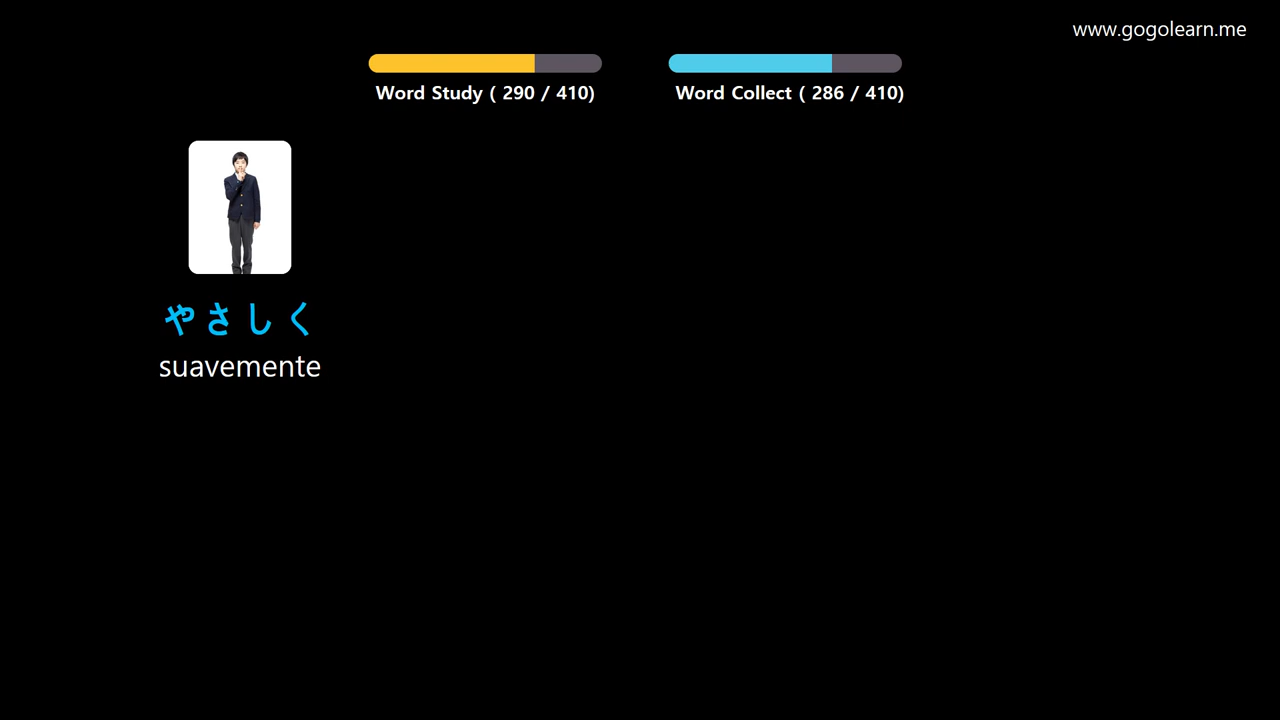 www.gogolearn.me
Word Study ( 290 / 410)
Word Collect ( 286 / 410)
やさしく
suavemente